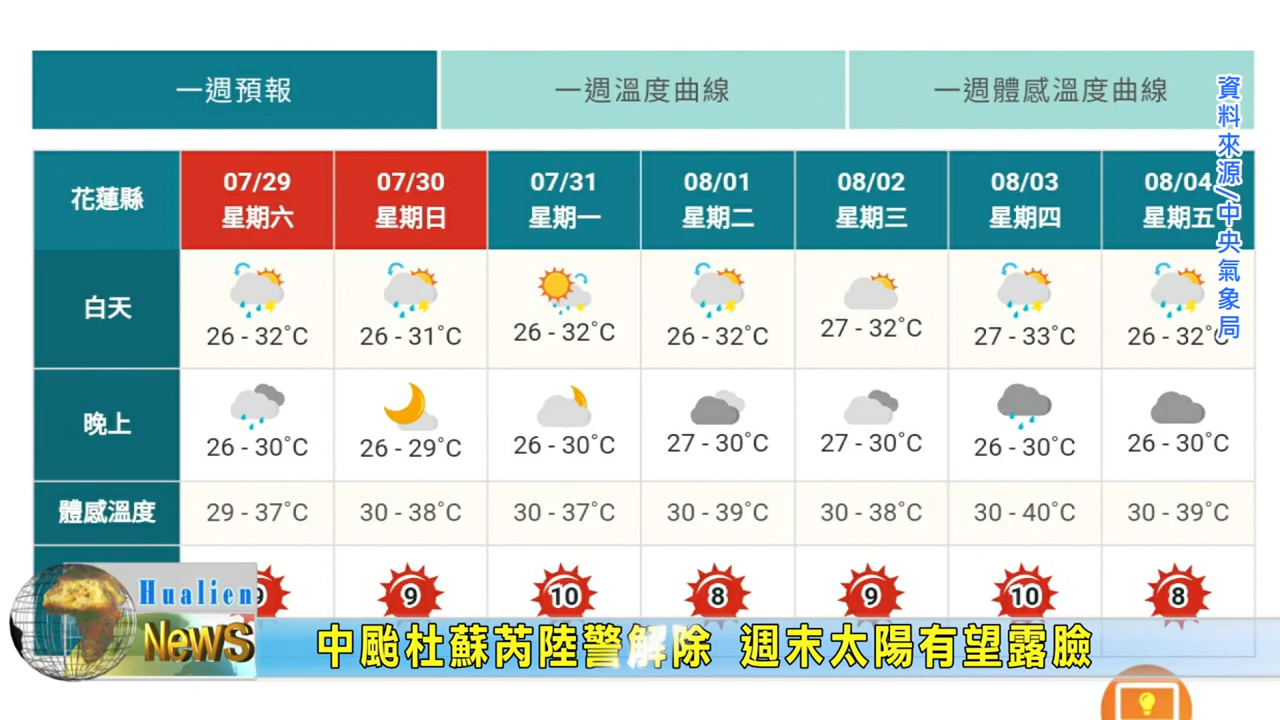 一週預報
一週溫度曲線
一週體感溫度曲線
資料來源/中央氣象局
花蓮縣
07/29
星期六
07/30
星期日
07/31
星期一
08/01
星期二
08/02
星期三
08/03
星期四
08/04
星期五
白天
26 - 32°C
26 - 31°C
26 - 32°C
26 - 32°C
27 - 32°C
27 - 33°C
26 - 32°C
晚上
26 - 30°C
26 - 29°C
26 - 30°C
27 - 30°C
27 - 30°C
26 - 30°C
26 - 30°C
體感溫度
29 - 37°C
30 - 38°C
30 - 37°C
30 - 39°C
30 - 38°C
30 - 40°C
30 - 39°C
9
9
10
8
9
10
8
Hualien
NewS
中颱杜蘇芮陸警解除 週末太陽有望露臉